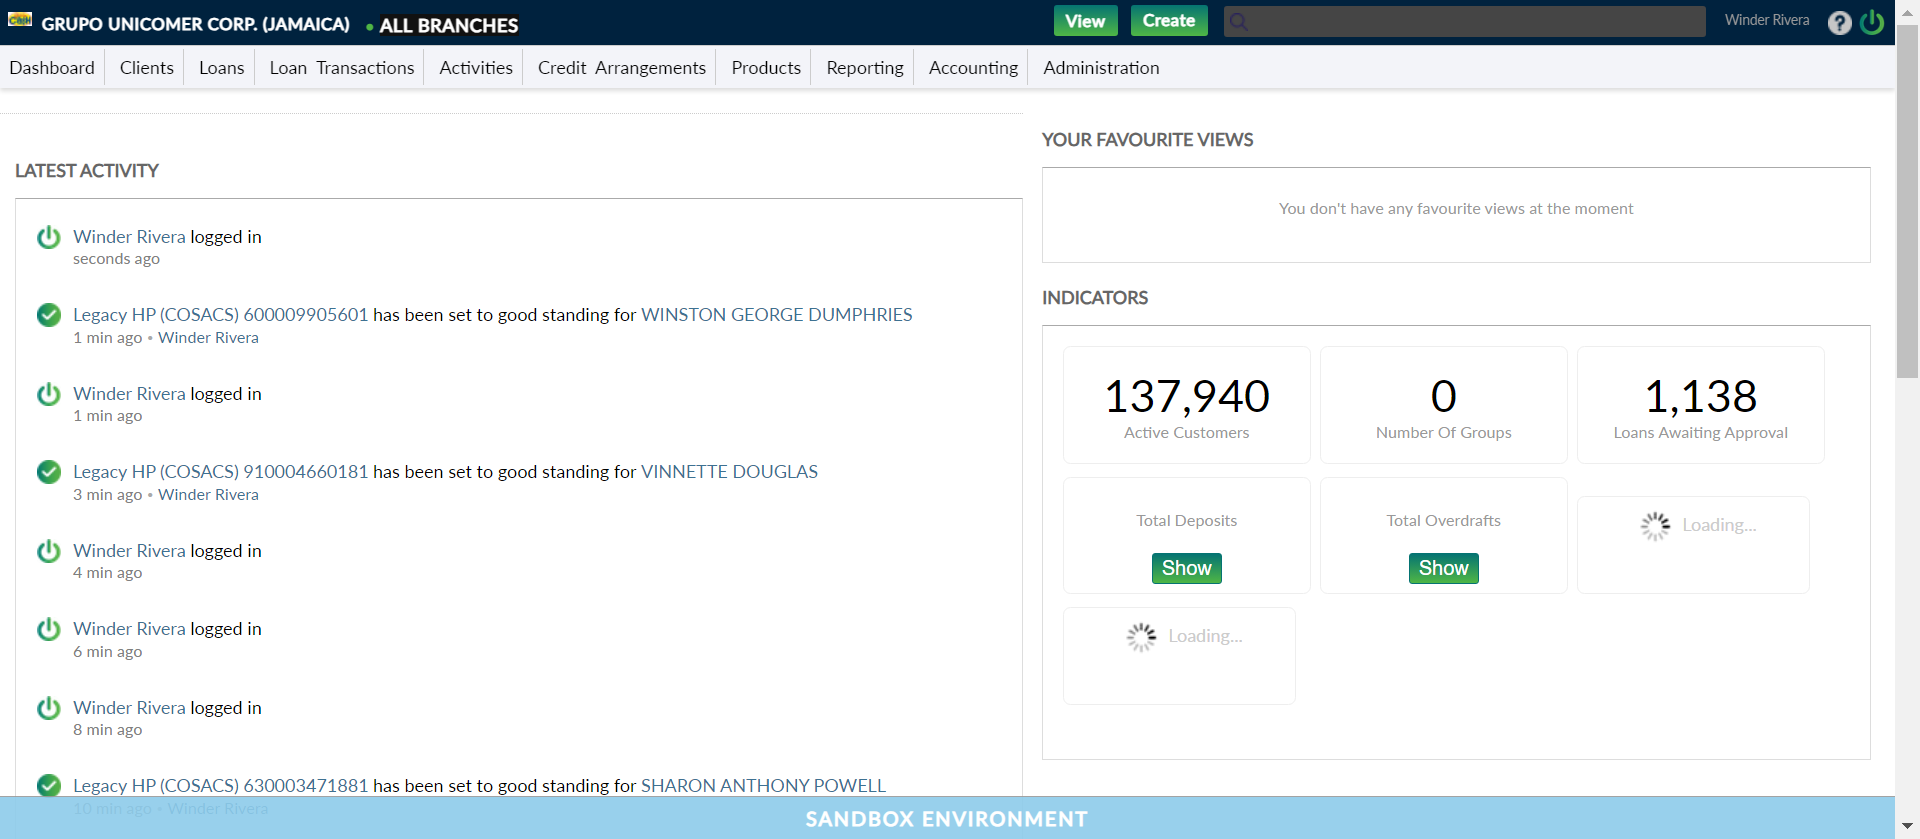 GRUPO UNICOMER CORP. (JAMAICA) • ALL BRANCHES
View Create Winder Rivera ?
Dashboard Clients Loans Loan Transactions Activities Credit Arrangements Products Reporting Accounting Administration
LATEST ACTIVITY
Winder Rivera logged in
seconds ago
Legacy HP (COSACS) 600009905601 has been set to good standing for WINSTON GEORGE DUMPHRIES
1 min ago • Winder Rivera
Winder Rivera logged in
1 min ago
Legacy HP (COSACS) 910004660181 has been set to good standing for VINNETTE DOUGLAS
3 min ago • Winder Rivera
Winder Rivera logged in
4 min ago
Winder Rivera logged in
6 min ago
Winder Rivera logged in
8 min ago
Legacy HP (COSACS) 630003471881 has been set to good standing for SHARON ANTHONY POWELL
10 min ago • Winder Rivera
YOUR FAVOURITE VIEWS
You don't have any favourite views at the moment
INDICATORS
137,940
Active Customers
0
Number Of Groups
1,138
Loans Awaiting Approval
Total Deposits
Show
Total Overdrafts
Show
Loading...
Loading...
SANDBOX ENVIRONMENT